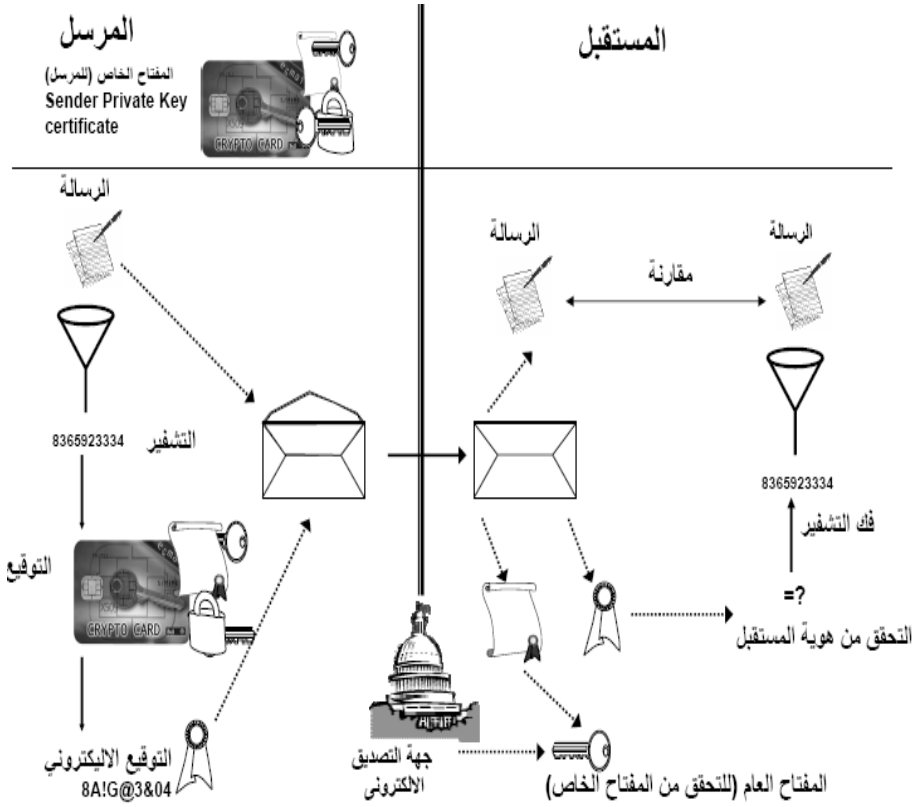 المرسل
المستقبل
المفتاح الخاص (للمرسل)
Sender Private Key
certificate
CRYPTO CARD
الرسالة
الرسالة
الرسالة
مقارنة
8365923334
التشفير
8365923334
فك التشفير
التوقيع
CRYPTO CARD
=?
التحقق من هوية المستقبل
التوقيع الاليكتروني
8A!G@3&04
جهة التصديق
الالكترونى
المفتاح العام (للتحقق من المفتاح الخاص)